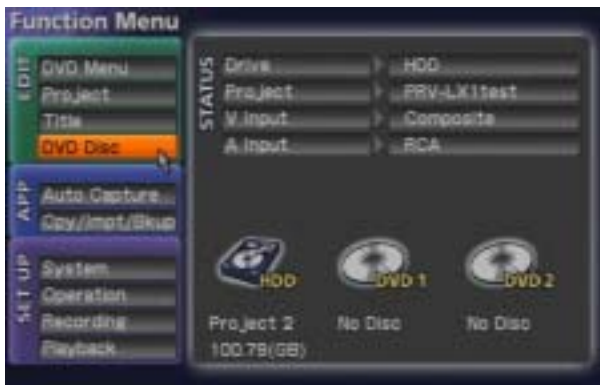 Function Menu
EDIT
DVD Menu
Project
Title
DVD Disc
APP
Auto Capture...
Cpy/Impt/Bkup
SET UP
System
Operation
Recording
Playback
STATUS
Drive HDD
Project PRV-LX1test
V.Input Composite
A.Input RCA
HDD DVD 1 DVD 2
Project 2 No Disc No Disc
100.79(GB)